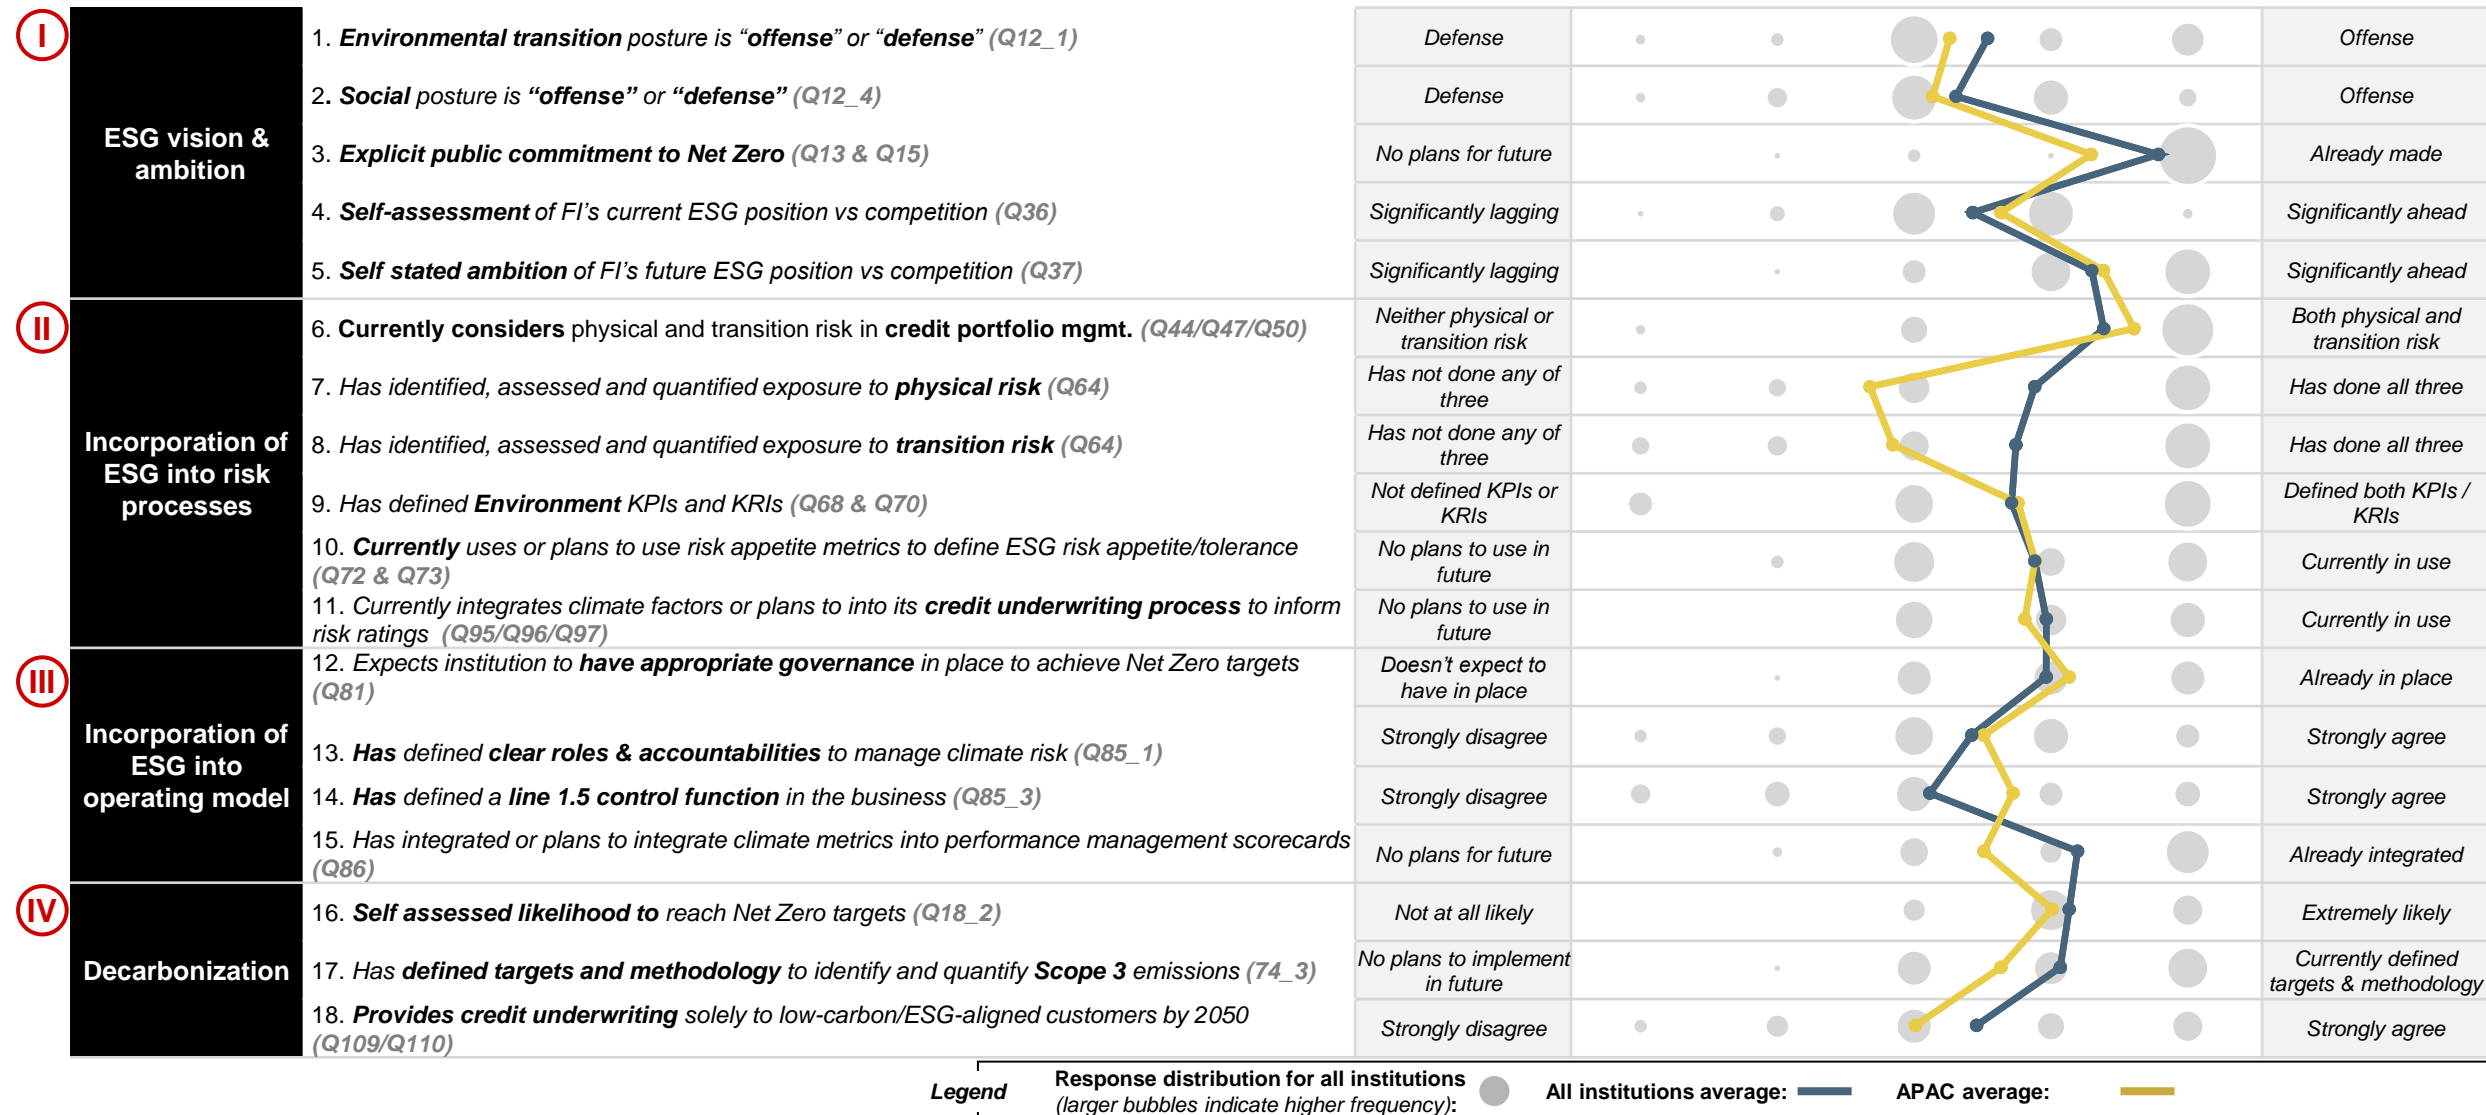 I
ESG vision &
ambition
1. Environmental transition posture is “offense” or “defense” (Q12_1)
Defense
Offense
2. Social posture is “offense” or “defense” (Q12_4)
Defense
Offense
3. Explicit public commitment to Net Zero (Q13 & Q15)
No plans for future
Already made
4. Self-assessment of FI’s current ESG position vs competition (Q36)
Significantly lagging
Significantly ahead
5. Self stated ambition of FI’s future ESG position vs competition (Q37)
Significantly lagging
Significantly ahead
II
Incorporation of
ESG into risk
processes
6. Currently considers physical and transition risk in credit portfolio mgmt. (Q44/Q47/Q50)
Neither physical or
transition risk
Both physical and
transition risk
7. Has identified, assessed and quantified exposure to physical risk (Q64)
Has not done any of
three
Has done all three
8. Has identified, assessed and quantified exposure to transition risk (Q64)
Has not done any of
three
Has done all three
9. Has defined Environment KPIs and KRIs (Q68 & Q70)
Not defined KPIs or
KRIs
Defined both KPIs /
KRIs
10. Currently uses or plans to use risk appetite metrics to define ESG risk appetite/tolerance
(Q72 & Q73)
No plans to use in
future
Currently in use
11. Currently integrates climate factors or plans to into its credit underwriting process to inform
risk ratings (Q95/Q96/Q97)
No plans to use in
future
Currently in use
III
Incorporation of
ESG into
operating model
12. Expects institution to have appropriate governance in place to achieve Net Zero targets
(Q81)
Doesn’t expect to
have in place
Already in place
13. Has defined clear roles & accountabilities to manage climate risk (Q85_1)
Strongly disagree
Strongly agree
14. Has defined a line 1.5 control function in the business (Q85_3)
Strongly disagree
Strongly agree
15. Has integrated or plans to integrate climate metrics into performance management scorecards
(Q86)
No plans for future
Already integrated
IV
Decarbonization
16. Self assessed likelihood to reach Net Zero targets (Q18_2)
Not at all likely
Extremely likely
17. Has defined targets and methodology to identify and quantify Scope 3 emissions (74_3)
No plans to implement
in future
Currently defined
targets & methodology
18. Provides credit underwriting solely to low-carbon/ESG-aligned customers by 2050
(Q109/Q110)
Strongly disagree
Strongly agree
Legend
Response distribution for all institutions
(larger bubbles indicate higher frequency):
All institutions average:
APAC average: